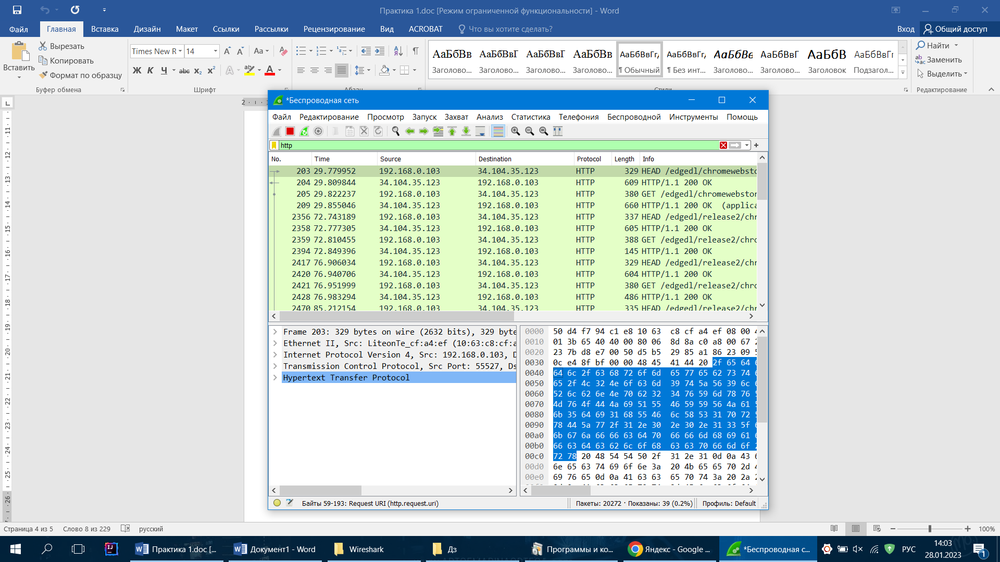 Практика 1.doc [Режим ограниченной функциональности] - Word
Файл Главная Вставка Дизайн Макет Ссылки Рассылки Рецензирование Вид ACROBAT Что вы хотите сделать? Вход Общий доступ
Вставить
Вырезать
Копировать
Формат по образцу
Буфер обмена
Times New R 14
Шрифт
Абзац
АаБбВв АаБбВвГ АаБбВвГ АаБбВв АаБбВвГг, АаБбВвГг, АаБбВв АаБбВвГ АаБбВ АаБбВвГг
Заголово... Заголово... Заголово... Заголово... ¶ Обычный ¶ Без инт... Заголово... Заголово... Заголовок Подзагол...
Стили
Найти
Заменить
Выделить
Редактирование
*Беспроводная сеть
Файл Редактирование Просмотр Запуск Захват Анализ Статистика Телефония Беспроводной Инструменты Помощь
http
No. Time Source Destination Protocol Length Info
203 29.779952 192.168.0.103 34.104.35.123 HTTP 329 HEAD /edgedl/chromewebsto
204 29.809844 34.104.35.123 192.168.0.103 HTTP 609 HTTP/1.1 200 OK
205 29.822237 192.168.0.103 34.104.35.123 HTTP 380 GET /edgedl/chromewebstor
209 29.855046 34.104.35.123 192.168.0.103 HTTP 660 HTTP/1.1 200 OK (applica
2356 72.743189 192.168.0.103 34.104.35.123 HTTP 337 HEAD /edgedl/release2/chr
2358 72.777305 34.104.35.123 192.168.0.103 HTTP 605 HTTP/1.1 200 OK
2359 72.810455 192.168.0.103 34.104.35.123 HTTP 388 GET /edgedl/release2/chro
2394 72.849396 34.104.35.123 192.168.0.103 HTTP 145 HTTP/1.1 200 OK
2417 76.906034 192.168.0.103 34.104.35.123 HTTP 329 HEAD /edgedl/release2/chr
2420 76.940706 34.104.35.123 192.168.0.103 HTTP 604 HTTP/1.1 200 OK
2421 76.951999 192.168.0.103 34.104.35.123 HTTP 380 GET /edgedl/release2/chro
2428 76.983294 34.104.35.123 192.168.0.103 HTTP 486 HTTP/1.1 200 OK
2470 85.212154 192.168.0.103 34.104.35.123 HTTP 335 HEAD /edgedl/release2/chr
Frame 203: 329 bytes on wire (2632 bits), 329 byte
Ethernet II, Src: LiteonTe_cf:a4:ef (10:63:c8:cf:a
Internet Protocol Version 4, Src: 192.168.0.103, D
Transmission Control Protocol, Src Port: 55527, Ds
Hypertext Transfer Protocol
0000 50 d4 f7 94 c1 e8 10 63 c8 cf a4 ef 08 00 4
0010 01 3b 65 40 40 00 80 06 8d 8a c0 a8 00 67 2
0020 23 7b d8 e7 00 50 d5 b5 29 85 a1 86 23 09 5
0030 0c e4 8f bf 00 00 48 45 41 44 20 2f 65 64 6
0040 64 6c 2f 63 68 72 6f 6d 65 77 65 62 73 74 6
0050 65 2f 4c 32 4e 6f 63 6d 39 74 5a 56 39 6c 6
0060 52 6c 62 6e 4e 70 62 32 34 76 59 6d 78 76 5
0070 4d 76 4f 44 4a 69 51 55 46 59 59 56 4a 61 5
0080 6b 35 64 69 31 68 55 46 6c 58 53 31 70 72 5
0090 78 44 5a 77 2f 31 2e 30 2e 30 2e 31 33 5f 6
00a0 6b 67 6a 66 66 63 64 70 66 66 6d 68 69 61 6
00b0 66 63 64 63 62 6c 6f 68 63 63 70 66 6d 6f 2
00c0 72 78 20 48 54 54 50 2f 31 2e 31 0d 0a 43 6
00d0 6e 65 63 74 69 6f 6e 3a 20 4b 65 65 70 2d 4
00e0 69 76 65 0d 0a 41 63 63 65 70 74 3a 20 2a 2
Байты 59-193: Request URI (http.request.uri) Пакеты: 20272 · Показаны: 39 (0.2%) Профиль: Default
Страница 4 из 5 Слово 8 из 229 русский 100%
Практика 1.doc [... Документ1 - Word Wireshark Дз Программы и ко... Яндекс - Google ... *Беспроводная с... РУС 14:03
28.01.2023 1